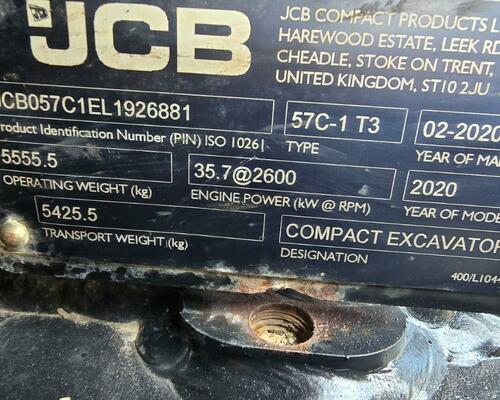 JCB
JCB COMPACT PRODUCTS L
HAREWOOD ESTATE, LEEK RD
CHEADLE, STOKE ON TRENT,
UNITED KINGDOM, ST10 2JU
CB057C1EL1926881
57C-1 T3
02-2020
roduct Identification Number (PIN) ISO 10261
TYPE
YEAR OF MA
5555.5
35.7@2600
2020
OPERATING WEIGHT (kg)
ENGINE POWER (kW @ RPM)
YEAR OF MODE
5425.5
COMPACT EXCAVATOR
TRANSPORT WEIGHT (kg)
DESIGNATION
400/L1044